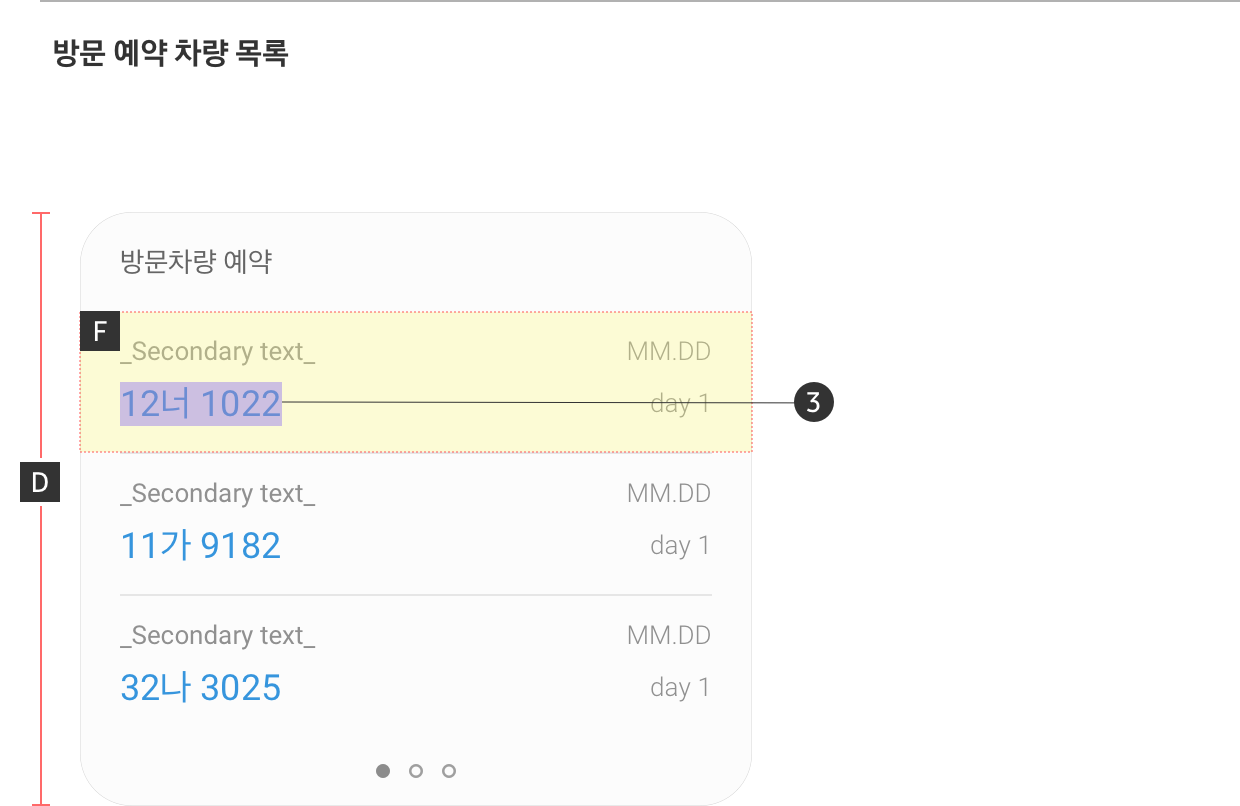 방문 예약 차량 목록
방문차량 예약
F
_Secondary text_ MM.DD
12너 1022 day 1 3
D
_Secondary text_ MM.DD
11가 9182 day 1
_Secondary text_ MM.DD
32나 3025 day 1